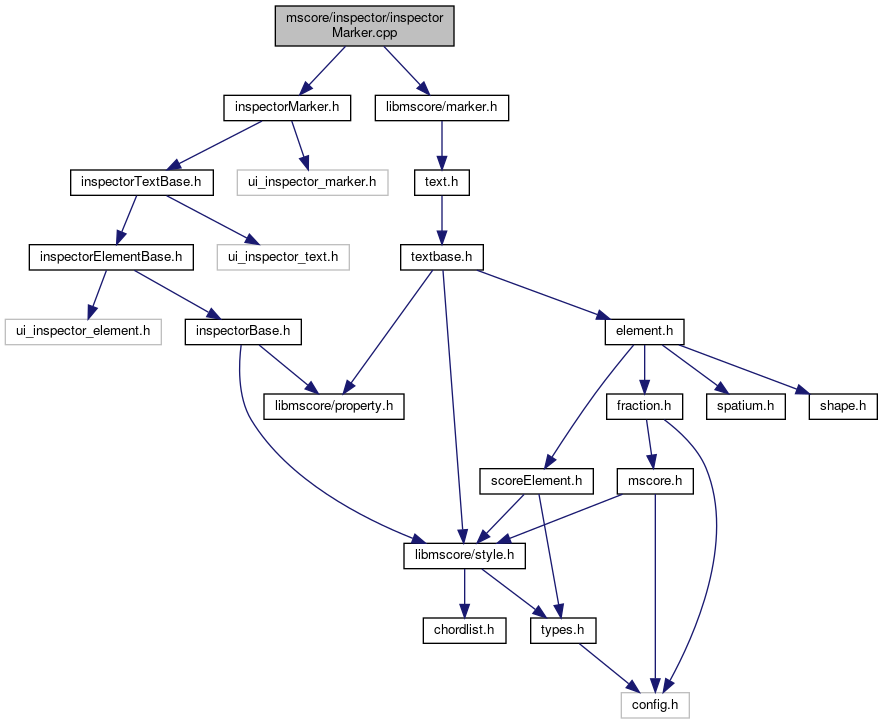 mscore/inspector/inspector
Marker.cpp
inspectorMarker.h
libmscore/marker.h
inspectorTextBase.h
ui_inspector_marker.h
text.h
inspectorElementBase.h
ui_inspector_text.h
textbase.h
ui_inspector_element.h
inspectorBase.h
element.h
libmscore/property.h
fraction.h
spatium.h
shape.h
scoreElement.h
mscore.h
libmscore/style.h
chordlist.h
types.h
config.h